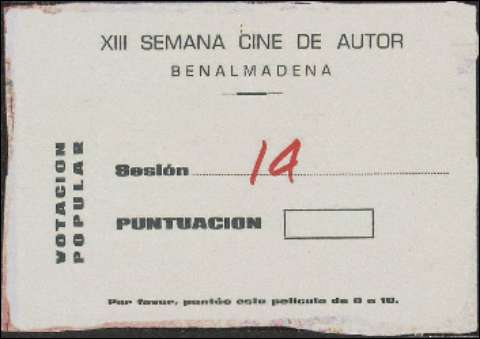 XIII SEMANA CINE DE AUTOR
BENALMADENA
VOTACION
POPULAR
Sesión 14
PUNTUACION
Por favor, puntúe esta película de 0 a 10.